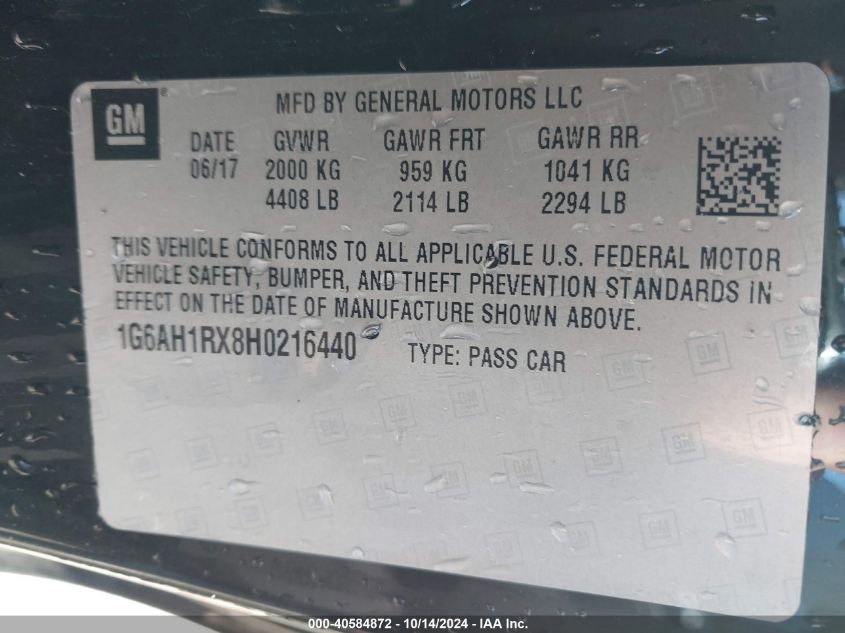 GM ®
MFD BY GENERAL MOTORS LLC
DATE GVWR GAWR FRT GAWR RR
06/17 2000 KG 959 KG 1041 KG
4408 LB 2114 LB 2294 LB
THIS VEHICLE CONFORMS TO ALL APPLICABLE U.S. FEDERAL MOTOR
VEHICLE SAFETY, BUMPER, AND THEFT PREVENTION STANDARDS IN
EFFECT ON THE DATE OF MANUFACTURE SHOWN ABOVE.
1G6AH1RX8H0216440 TYPE: PASS CAR
000-40584872 - 10/14/2024 - IAA Inc.